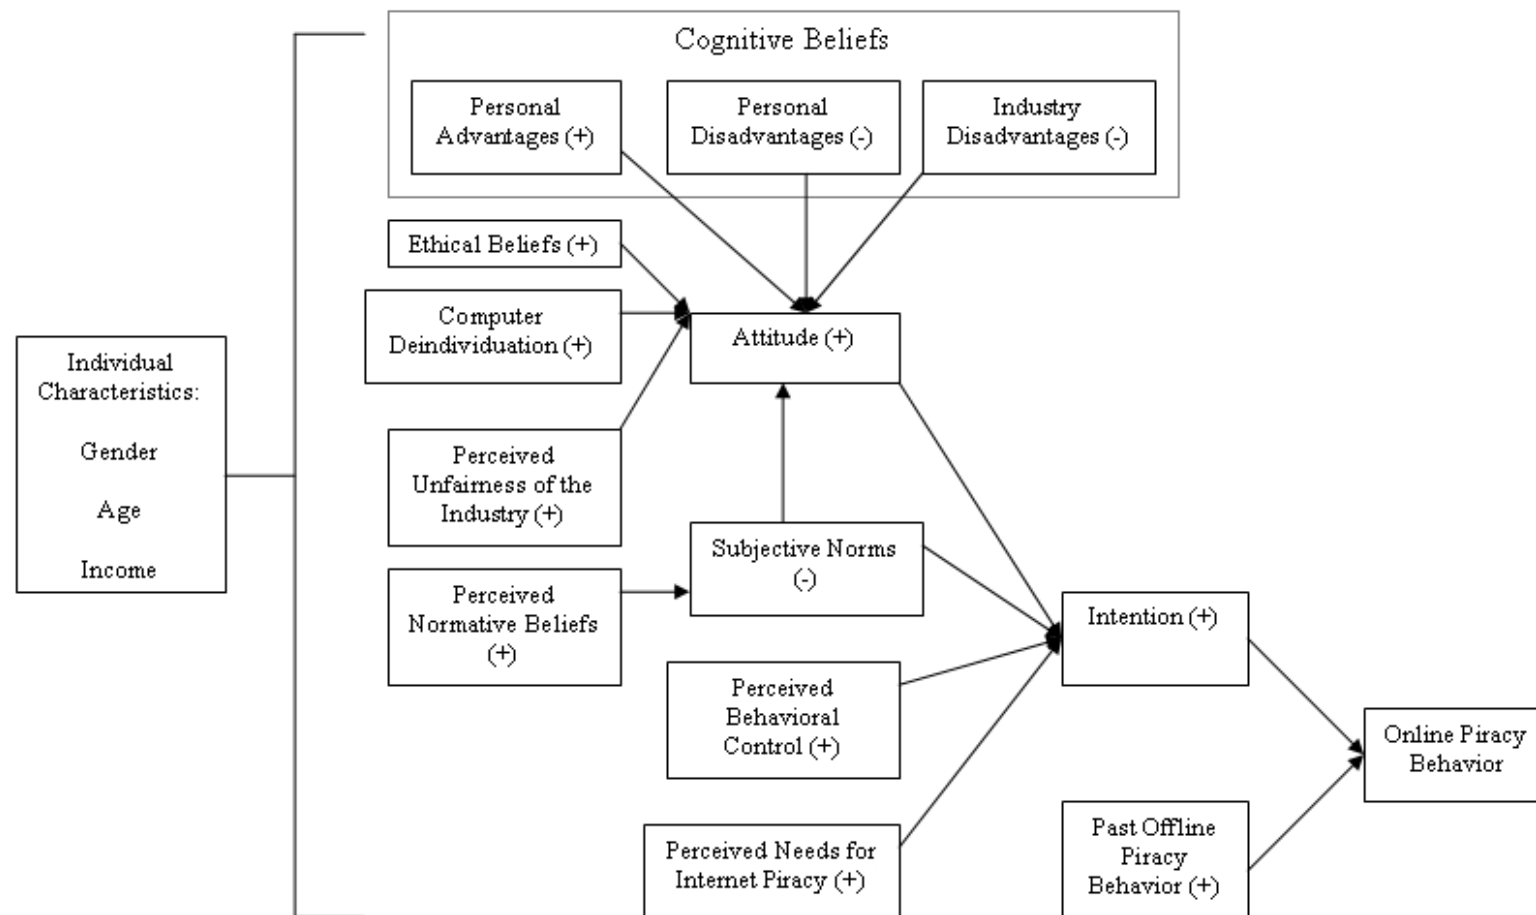 Cognitive Beliefs
Personal
Advantages (+)
Personal
Disadvantages (-)
Industry
Disadvantages (-)
Ethical Beliefs (+)
Computer
Deindividuation (+)
Attitude (+)
Individual
Characteristics:
Gender
Age
Income
Perceived
Unfairness of the
Industry (+)
Subjective Norms
(-)
Perceived
Normative Beliefs
(+)
Intention (+)
Perceived
Behavioral
Control (+)
Online Piracy
Behavior
Perceived Needs for
Internet Piracy (+)
Past Offline
Piracy
Behavior (+)